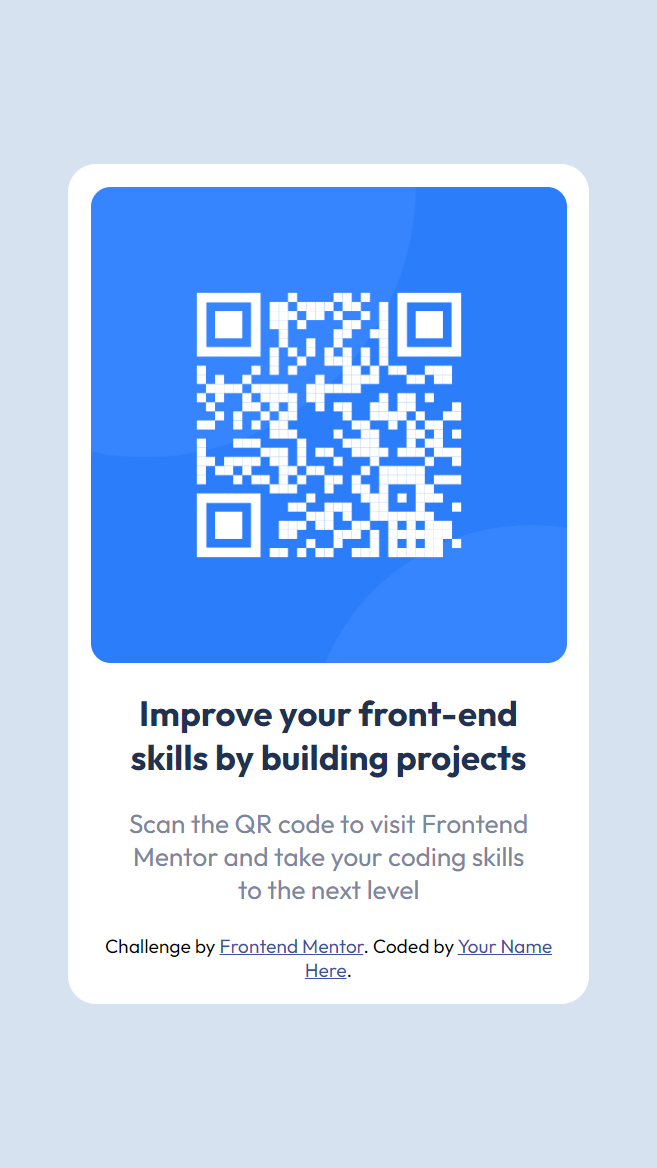 Improve your front-end
skills by building projects
Scan the QR code to visit Frontend
Mentor and take your coding skills
to the next level
Challenge by Frontend Mentor. Coded by Your Name
Here.